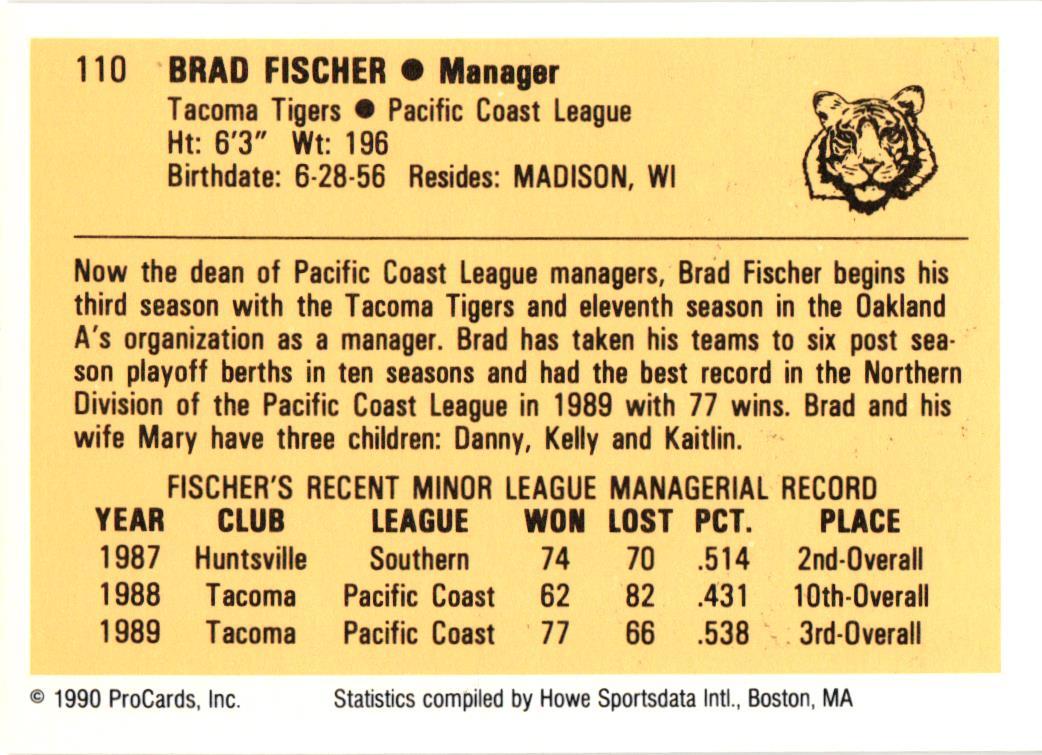 110 BRAD FISCHER ● Manager
Tacoma Tigers ● Pacific Coast League
Ht: 6'3" Wt: 196
Birthdate: 6-28-56 Resides: MADISON, WI
Now the dean of Pacific Coast League managers, Brad Fischer begins his
third season with the Tacoma Tigers and eleventh season in the Oakland
A's organization as a manager. Brad has taken his teams to six post sea-
son playoff berths in ten seasons and had the best record in the Northern
Division of the Pacific Coast League in 1989 with 77 wins. Brad and his
wife Mary have three children: Danny, Kelly and Kaitlin.
FISCHER'S RECENT MINOR LEAGUE MANAGERIAL RECORD
YEAR CLUB LEAGUE WON LOST PCT. PLACE
1987 Huntsville Southern 74 70 .514 2nd-Overall
1988 Tacoma Pacific Coast 62 82 .431 10th-Overall
1989 Tacoma Pacific Coast 77 66 .538 3rd-Overall
© 1990 ProCards, Inc. Statistics compiled by Howe Sportsdata Intl., Boston, MA